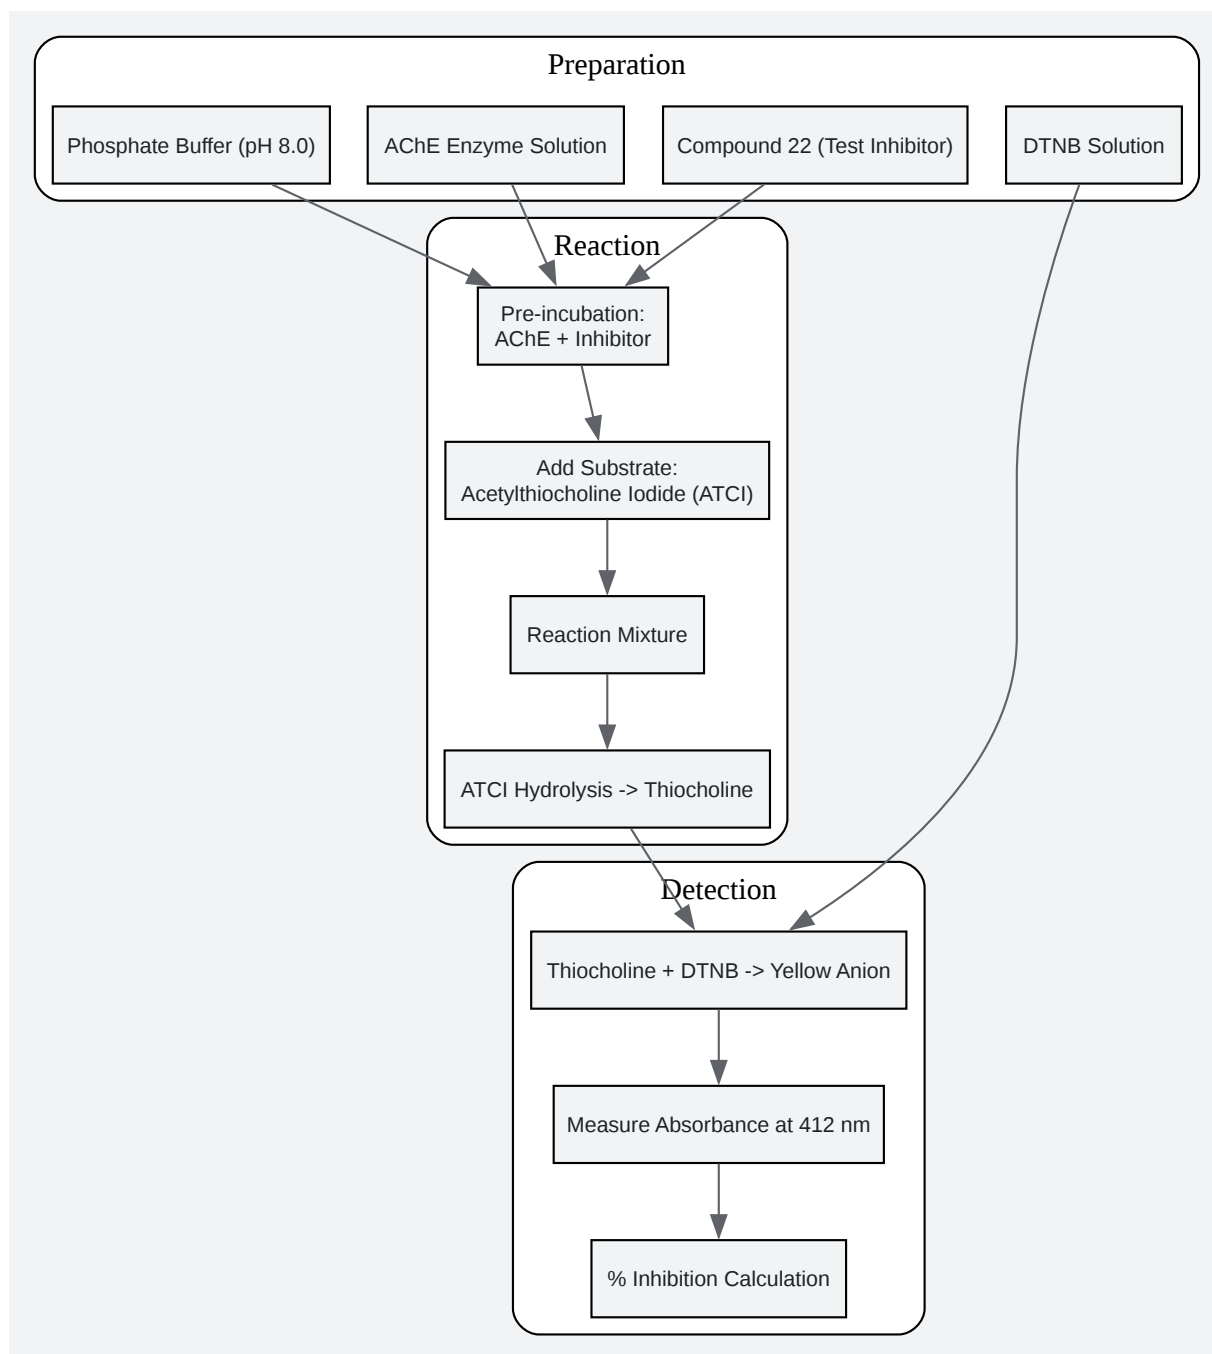 Preparation
Phosphate Buffer (pH 8.0)
AChE Enzyme Solution
Compound 22 (Test Inhibitor)
DTNB Solution
Reaction
Pre-incubation:
AChE + Inhibitor
Add Substrate:
Acetylthiocholine Iodide (ATCI)
Reaction Mixture
ATCI Hydrolysis -> Thiocholine
Detection
Thiocholine + DTNB -> Yellow Anion
Measure Absorbance at 412 nm
% Inhibition Calculation